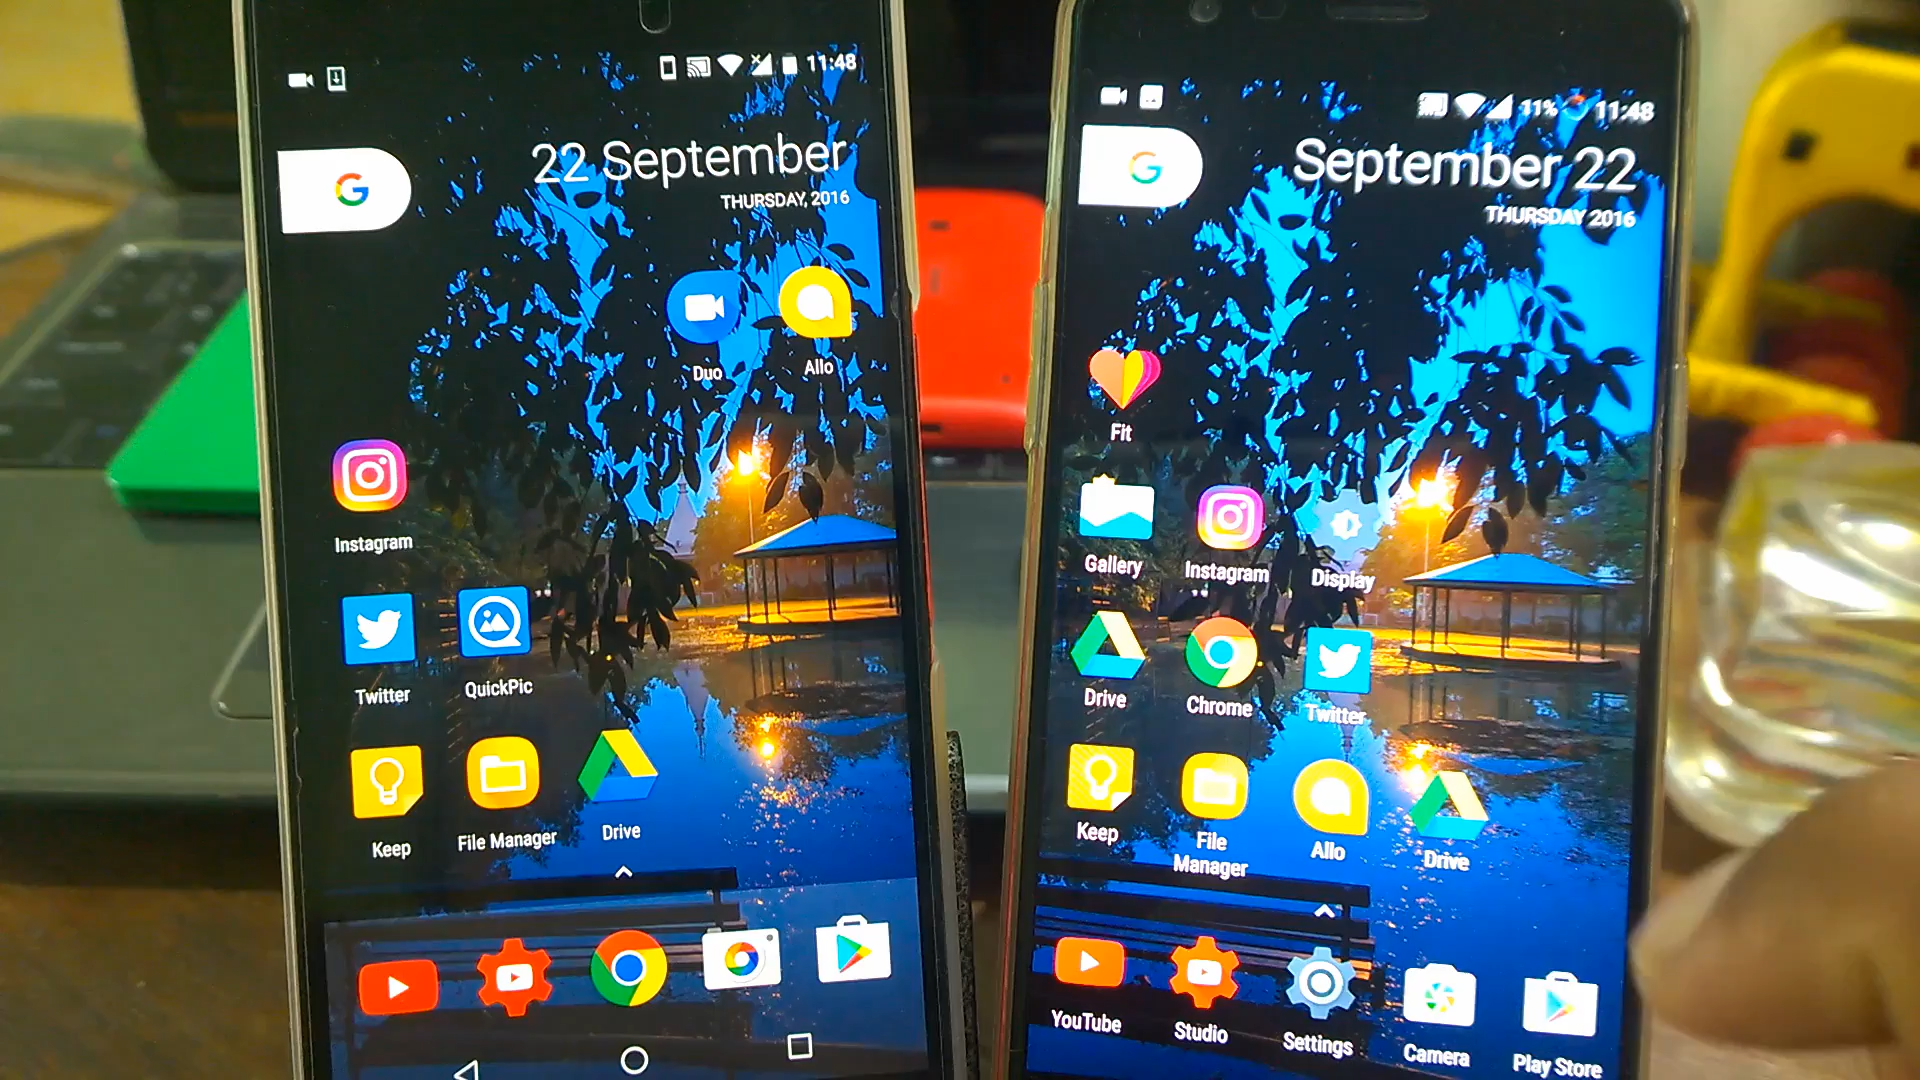 11:48
22 September
THURSDAY, 2016
G
Duo
Allo
Instagram
Twitter
QuickPic
Keep
File Manager
Drive
11%
11:48
September 22
THURSDAY 2016
G
Fit
Gallery
Instagram
Display
Drive
Chrome
Twitter
Keep
File
Manager
Allo
Drive
YouTube
Studio
Settings
Camera
Play Store